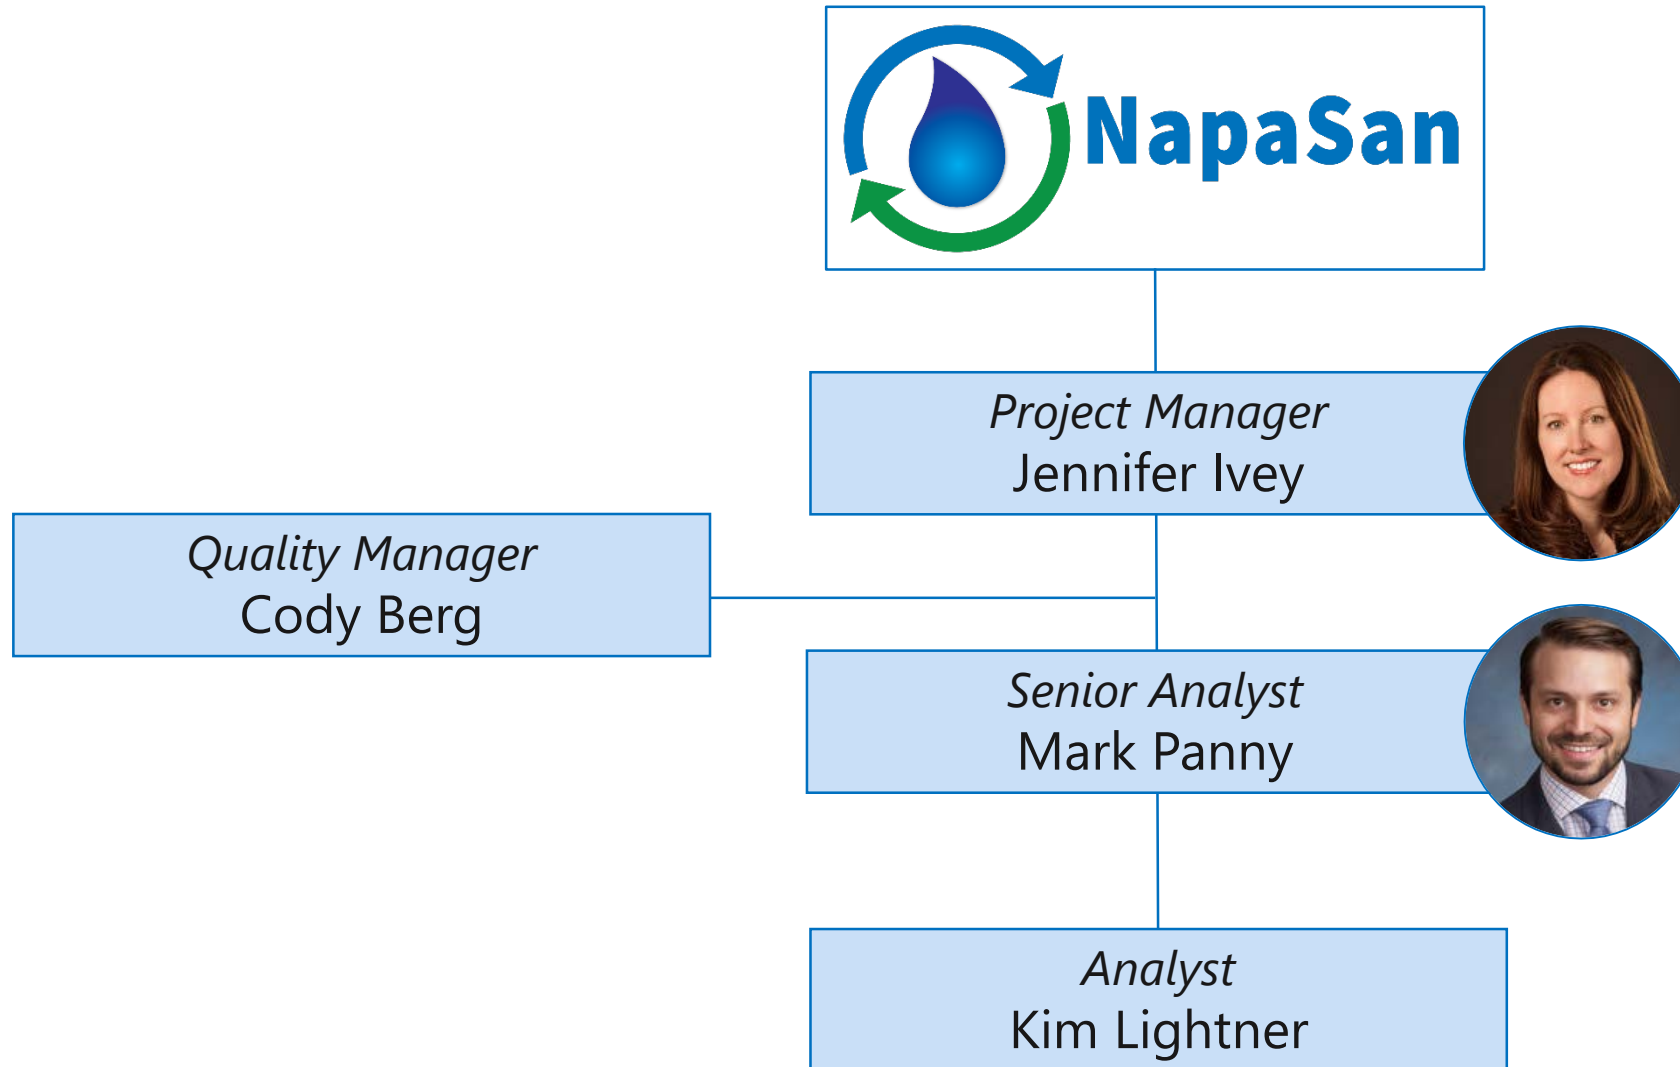 NapaSan
Project Manager
Jennifer Ivey
Quality Manager
Cody Berg
Senior Analyst
Mark Panny
Analyst
Kim Lightner